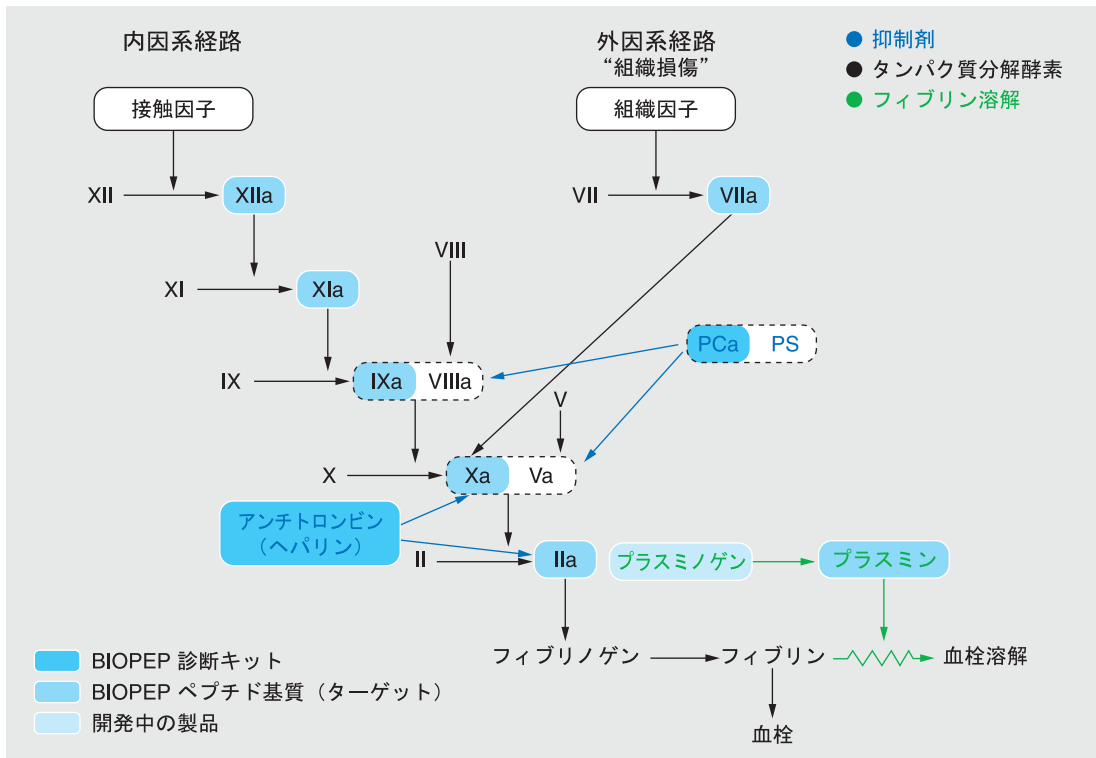 内因系経路
外因系経路
“組織損傷”
抑制剤
タンパク質分解酵素
フィブリン溶解
接触因子
組織因子
XII
XIIa
VII
VIIa
VIII
XI
XIa
PCa
PS
IX
IXa
VIIIa
V
X
Xa
Va
アンチトロンビン
（ヘパリン）
II
IIa
プラスミノゲン
プラスミン
フィブリノゲン
フィブリン
血栓溶解
血栓
BIOPEP 診断キット
BIOPEP ペプチド基質（ターゲット）
開発中の製品